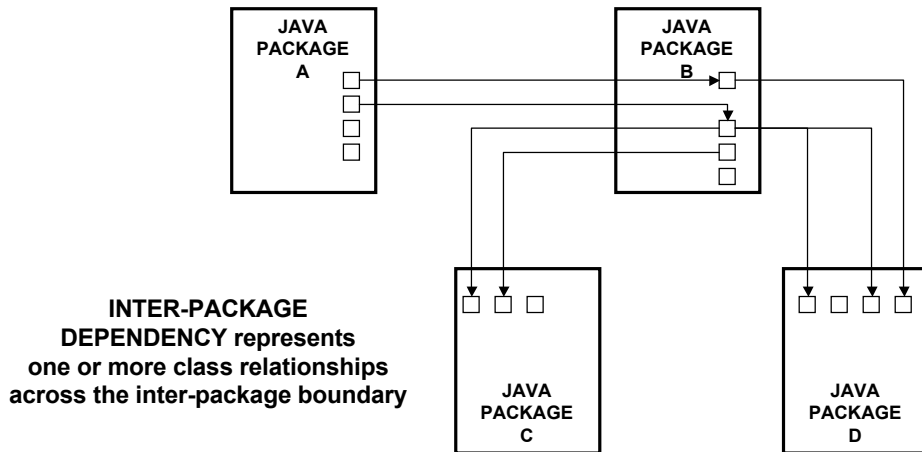 JAVA
PACKAGE
A
JAVA
PACKAGE
B
INTER-PACKAGE
DEPENDENCY represents
one or more class relationships
across the inter-package boundary
JAVA
PACKAGE
C
JAVA
PACKAGE
D